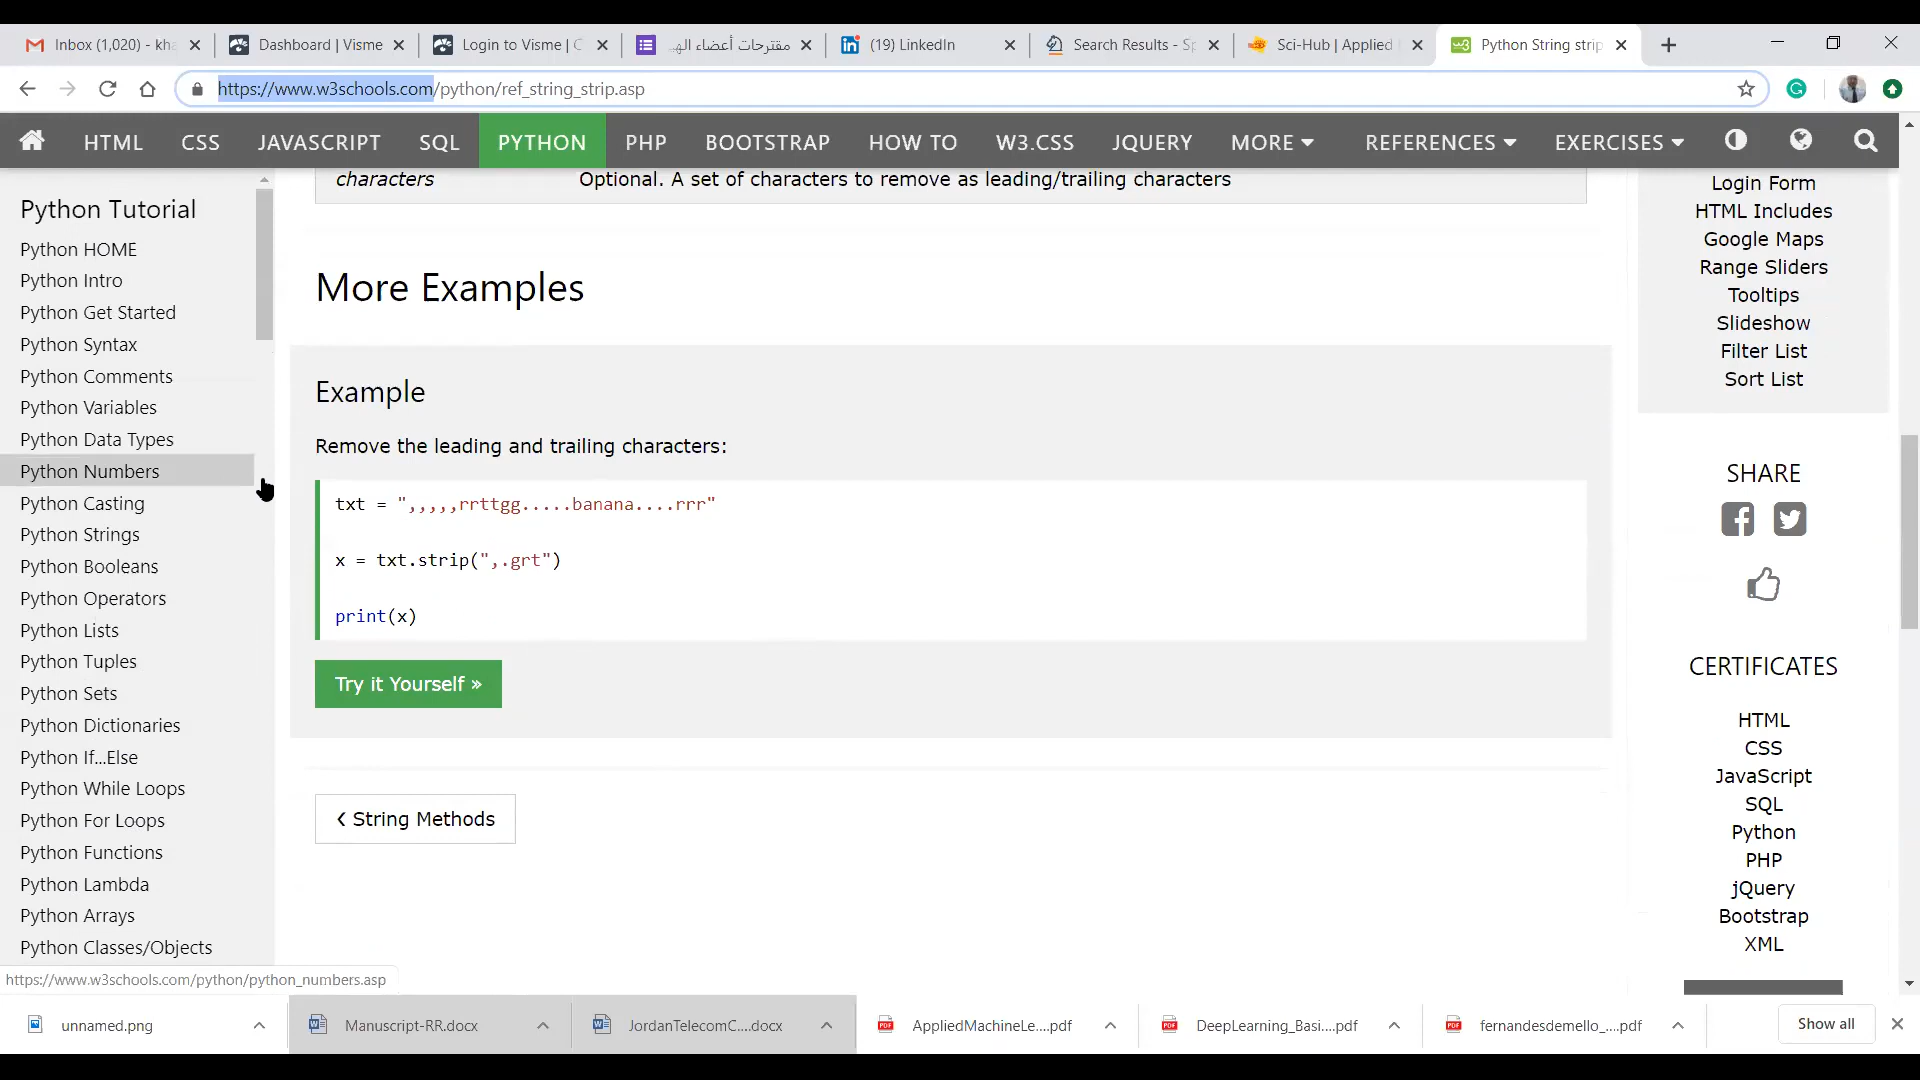 Inbox (1,020) - kha
Dashboard | Visme
Login to Visme | C
مقترحات أعضاء الهي
(19) LinkedIn
Search Results - Sp
Sci-Hub | Applied
Python String strip
https://www.w3schools.com/python/ref_string_strip.asp
HTML
CSS
JAVASCRIPT
SQL
PYTHON
PHP
BOOTSTRAP
HOW TO
W3.CSS
JQUERY
MORE
REFERENCES
EXERCISES
Python Tutorial
Python HOME
Python Intro
Python Get Started
Python Syntax
Python Comments
Python Variables
Python Data Types
Python Numbers
Python Casting
Python Strings
Python Booleans
Python Operators
Python Lists
Python Tuples
Python Sets
Python Dictionaries
Python If...Else
Python While Loops
Python For Loops
Python Functions
Python Lambda
Python Arrays
Python Classes/Objects
characters Optional. A set of characters to remove as leading/trailing characters
More Examples
Example
Remove the leading and trailing characters:
txt = ",,,,,rrttgg.....banana....rrr"
x = txt.strip(",.grt")
print(x)
Try it Yourself »
❮ String Methods
Login Form
HTML Includes
Google Maps
Range Sliders
Tooltips
Slideshow
Filter List
Sort List
SHARE
CERTIFICATES
HTML
CSS
JavaScript
SQL
Python
PHP
jQuery
Bootstrap
XML
https://www.w3schools.com/python/python_numbers.asp
unnamed.png
Manuscript-RR.docx
JordanTelecomC....docx
AppliedMachineLe....pdf
DeepLearning_Basi....pdf
fernandesdemello_....pdf
Show all